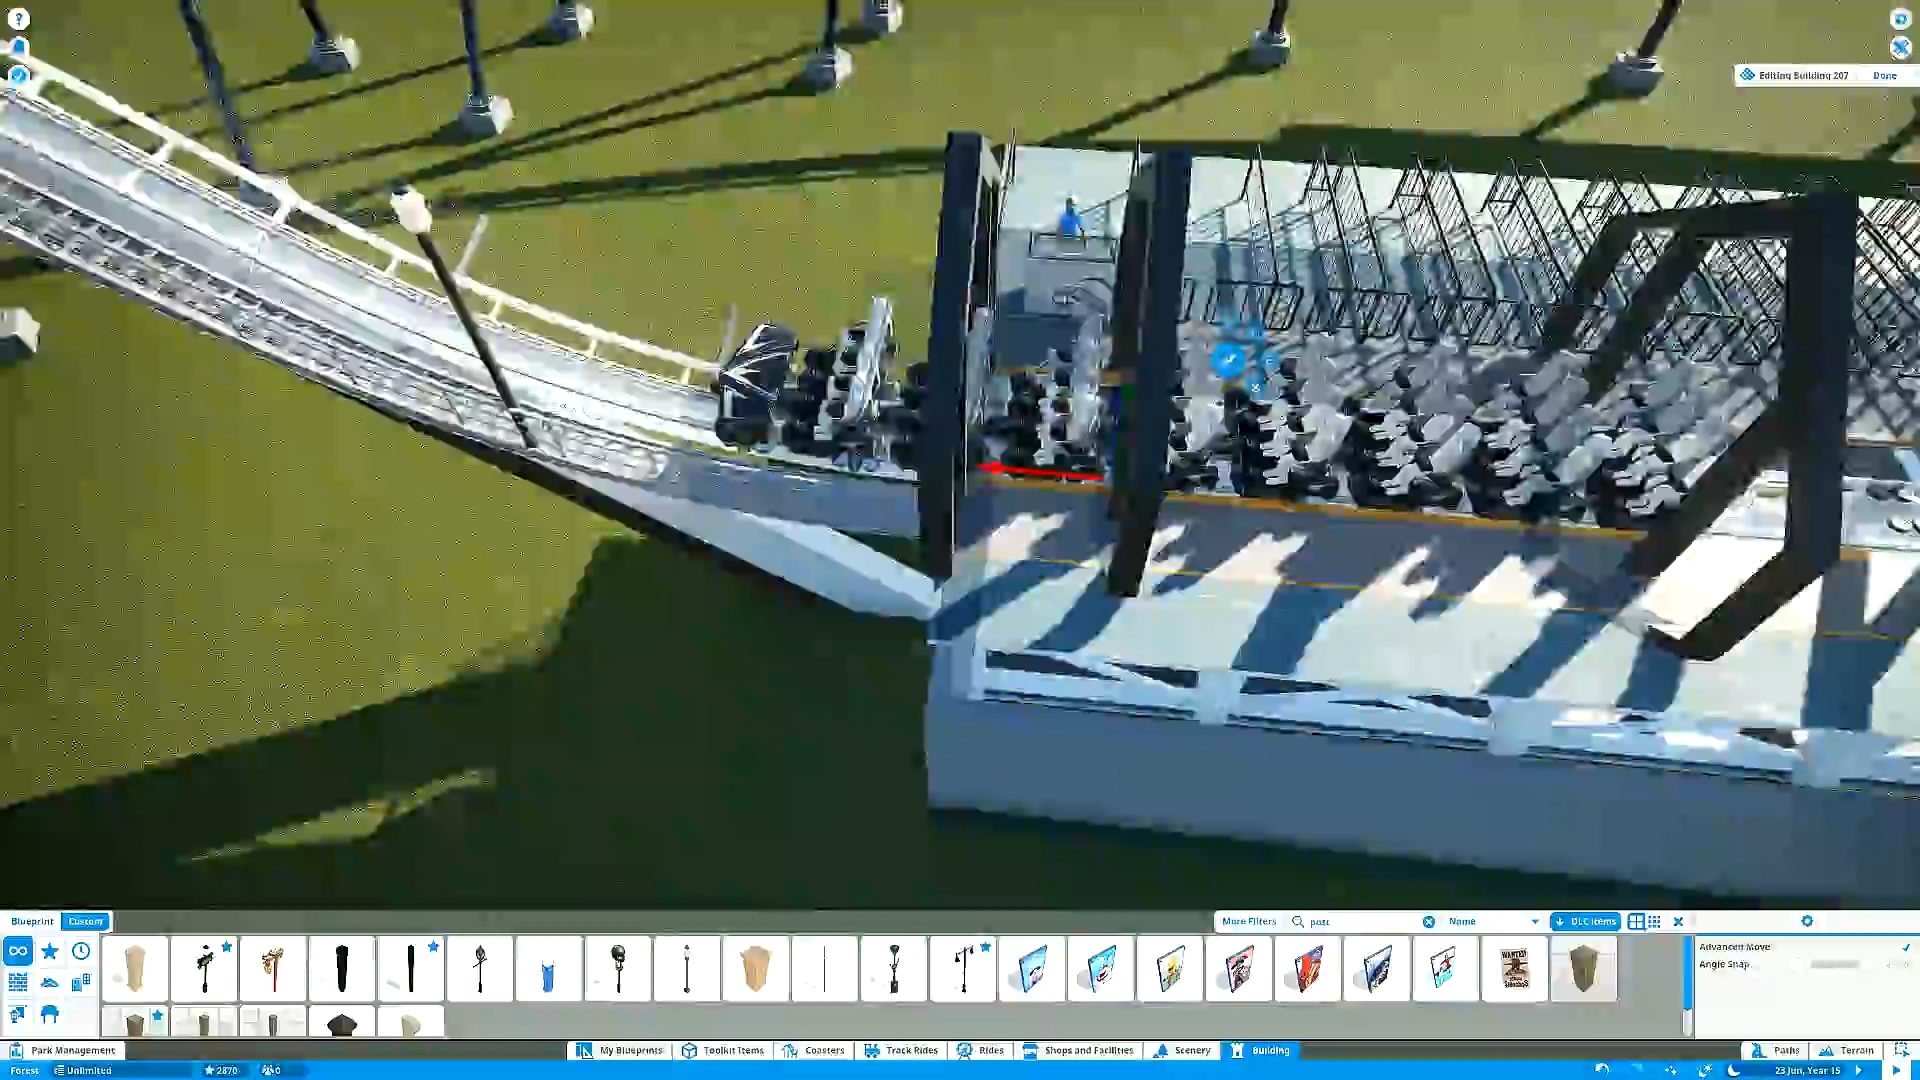 ?
Editing Building 207 Done
Blueprint Custom
More Filters post Name DLC Items
Advanced Move
Angle Snap
WANTED
Park Management
My Blueprints Toolkit Items Coasters Track Rides Rides Shops and Facilities Scenery Building
Paths Terrain
Forest Unlimited 2870 0
23 Jun, Year 15